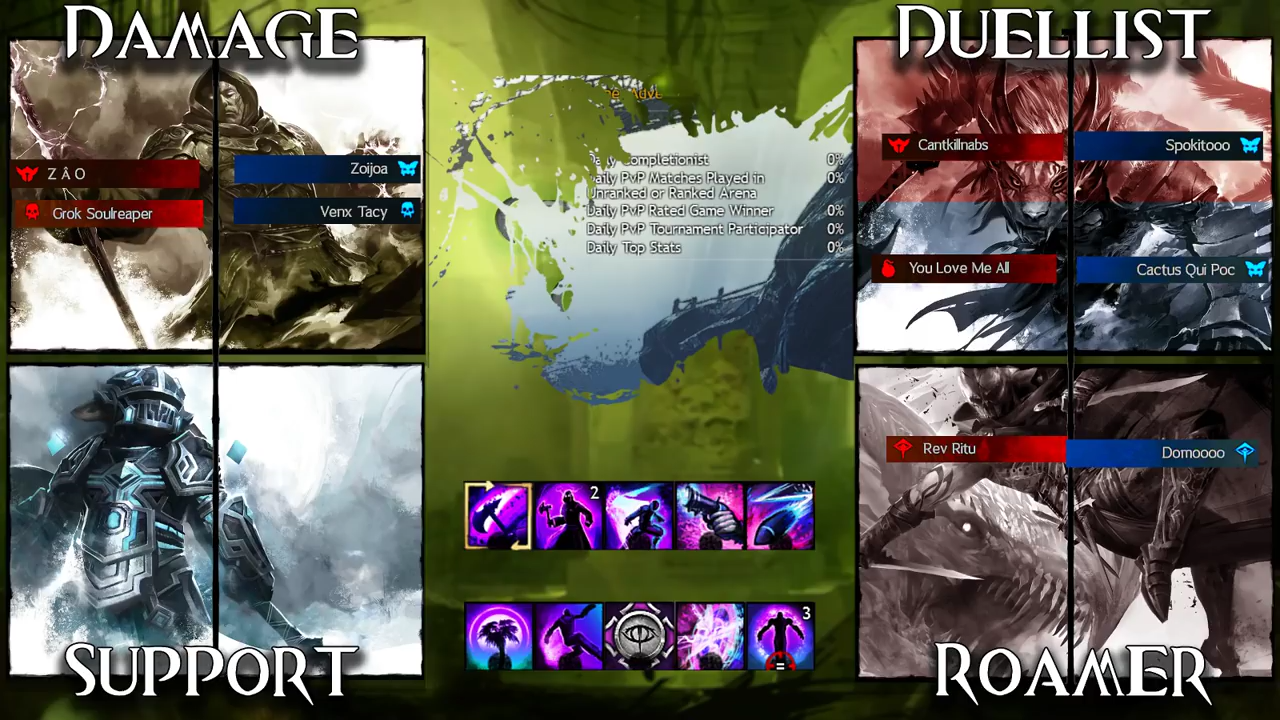 DAMAGE
Z Â O
Zoijoa
Grok Soulreaper
Venx Tacy
SUPPORT
Daily Completionist 0%
Daily PvP Matches Played in 0%
Unranked or Ranked Arena
Daily PvP Rated Game Winner 0%
Daily PvP Tournament Participator 0%
Daily Top Stats 0%
2
3
=
DUELLIST
Cantkillnabs
Spokitooo
You Love Me All
Cactus Qui Poc
Rev Ritu
Domoooo
ROAMER